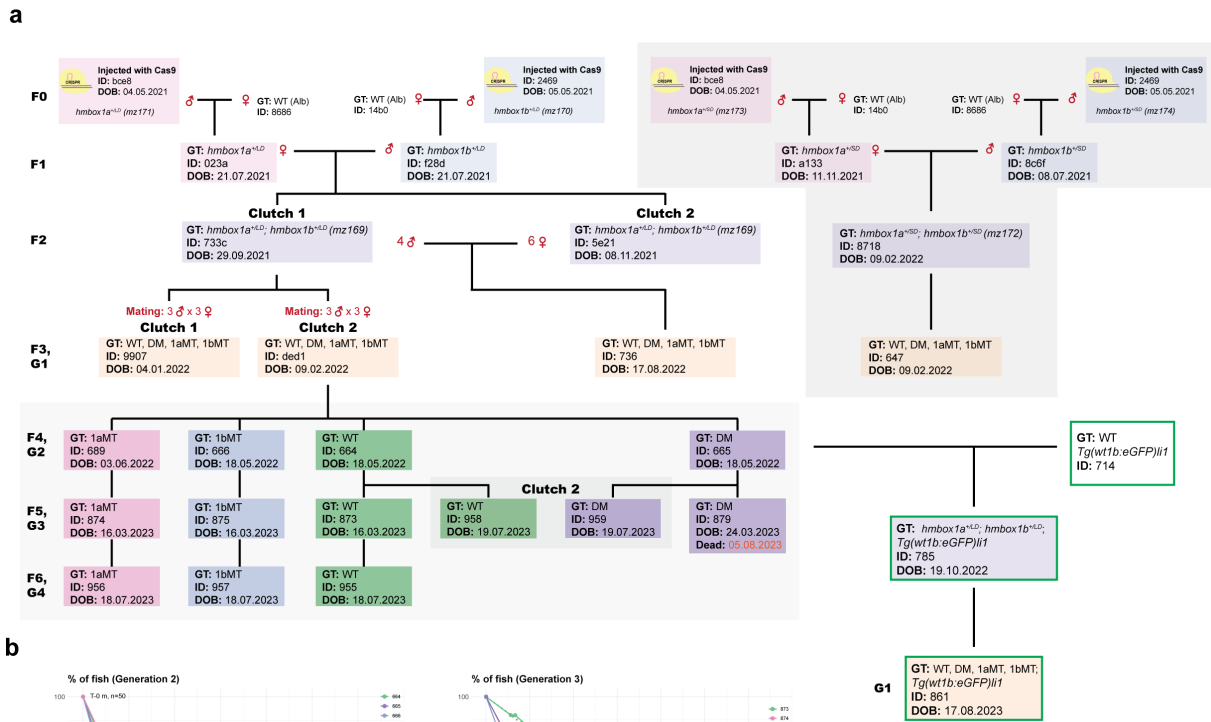 a
F0
CRISPR
Injected with Cas9
ID: bce8
DOB: 04.05.2021
hmbox1a+/LD (mz171)
♂
♀
GT: WT (Alb)
ID: 8686
GT: WT (Alb)
ID: 14b0
♀
♂
CRISPR
Injected with Cas9
ID: 2469
DOB: 05.05.2021
hmbox1b+/LD (mz170)
CRISPR
Injected with Cas9
ID: bce8
DOB: 04.05.2021
hmbox1a+/SD (mz173)
♂
♀
GT: WT (Alb)
ID: 14b0
GT: WT (Alb)
ID: 8686
♀
♂
CRISPR
Injected with Cas9
ID: 2469
DOB: 05.05.2021
hmbox1b+/SD (mz174)
F1
GT: hmbox1a+/LD
ID: 023a
DOB: 21.07.2021
♀
♂
GT: hmbox1b+/LD
ID: f28d
DOB: 21.07.2021
GT: hmbox1a+/SD
ID: a133
DOB: 11.11.2021
♀
♂
GT: hmbox1b+/SD
ID: 8c6f
DOB: 08.07.2021
F2
Clutch 1
GT: hmbox1a+/LD; hmbox1b+/LD (mz169)
ID: 733c
DOB: 29.09.2021
4 ♂
6 ♀
Clutch 2
GT: hmbox1a+/LD; hmbox1b+/LD (mz169)
ID: 5e21
DOB: 08.11.2021
GT: hmbox1a+/SD; hmbox1b+/SD (mz172)
ID: 8718
DOB: 09.02.2022
F3,
G1
Mating: 3 ♂ x 3 ♀
Clutch 1
GT: WT, DM, 1aMT, 1bMT
ID: 9907
DOB: 04.01.2022
Mating: 3 ♂ x 3 ♀
Clutch 2
GT: WT, DM, 1aMT, 1bMT
ID: ded1
DOB: 09.02.2022
GT: WT, DM, 1aMT, 1bMT
ID: 736
DOB: 17.08.2022
GT: WT, DM, 1aMT, 1bMT
ID: 647
DOB: 09.02.2022
F4,
G2
GT: 1aMT
ID: 689
DOB: 03.06.2022
GT: 1bMT
ID: 666
DOB: 18.05.2022
GT: WT
ID: 664
DOB: 18.05.2022
GT: DM
ID: 665
DOB: 18.05.2022
GT: WT
Tg(wt1b:eGFP)li1
ID: 714
F5,
G3
GT: 1aMT
ID: 874
DOB: 16.03.2023
GT: 1bMT
ID: 875
DOB: 16.03.2023
GT: WT
ID: 873
DOB: 16.03.2023
Clutch 2
GT: WT
ID: 958
DOB: 19.07.2023
GT: DM
ID: 959
DOB: 19.07.2023
GT: DM
ID: 879
DOB: 24.03.2023
Dead: 05.08.2023
GT: hmbox1a+/LD; hmbox1b+/LD;
Tg(wt1b:eGFP)li1
ID: 785
DOB: 19.10.2022
F6,
G4
GT: 1aMT
ID: 956
DOB: 18.07.2023
GT: 1bMT
ID: 957
DOB: 18.07.2023
GT: WT
ID: 955
DOB: 18.07.2023
G1
GT: WT, DM, 1aMT, 1bMT;
Tg(wt1b:eGFP)li1
ID: 861
DOB: 17.08.2023
b
% of fish (Generation 2)
100
T-0 m, n=50
664
665
666
% of fish (Generation 3)
100
873
874